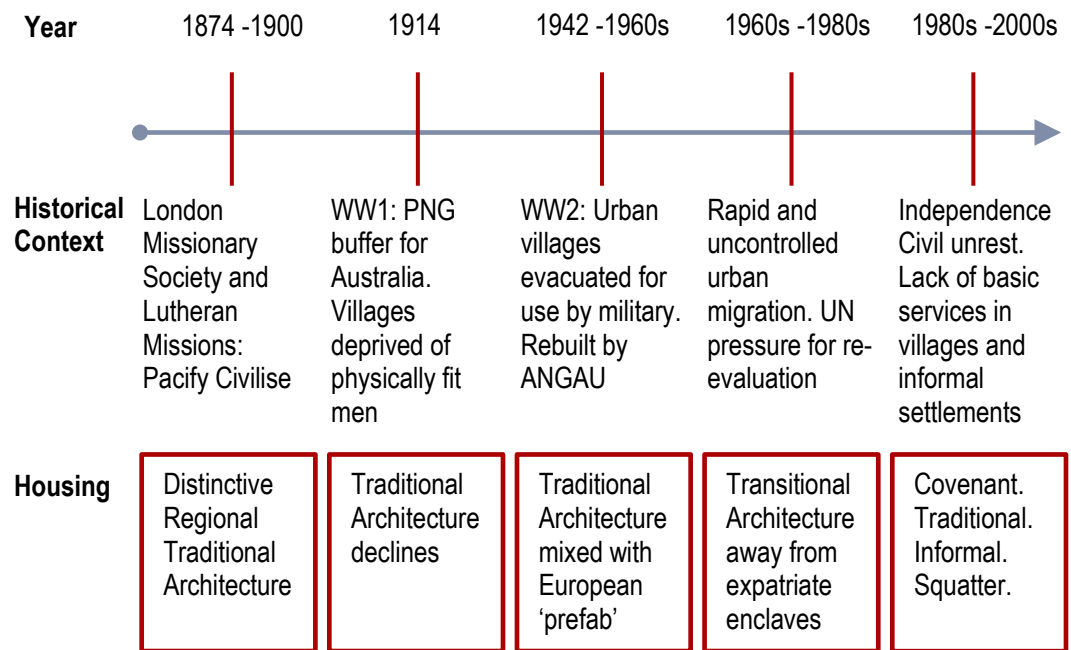 Year
1874 -1900
1914
1942 -1960s
1960s -1980s
1980s -2000s
Historical
Context
London
Missionary
Society and
Lutheran
Missions:
Pacify Civilise
WW1: PNG
buffer for
Australia.
Villages
deprived of
physically fit
men
WW2: Urban
villages
evacuated for
use by military.
Rebuilt by
ANGAU
Rapid and
uncontrolled
urban
migration. UN
pressure for re-
evaluation
Independence
Civil unrest.
Lack of basic
services in
villages and
informal
settlements
Housing
Distinctive
Regional
Traditional
Architecture
Traditional
Architecture
declines
Traditional
Architecture
mixed with
European
‘prefab’
Transitional
Architecture
away from
expatriate
enclaves
Covenant.
Traditional.
Informal.
Squatter.